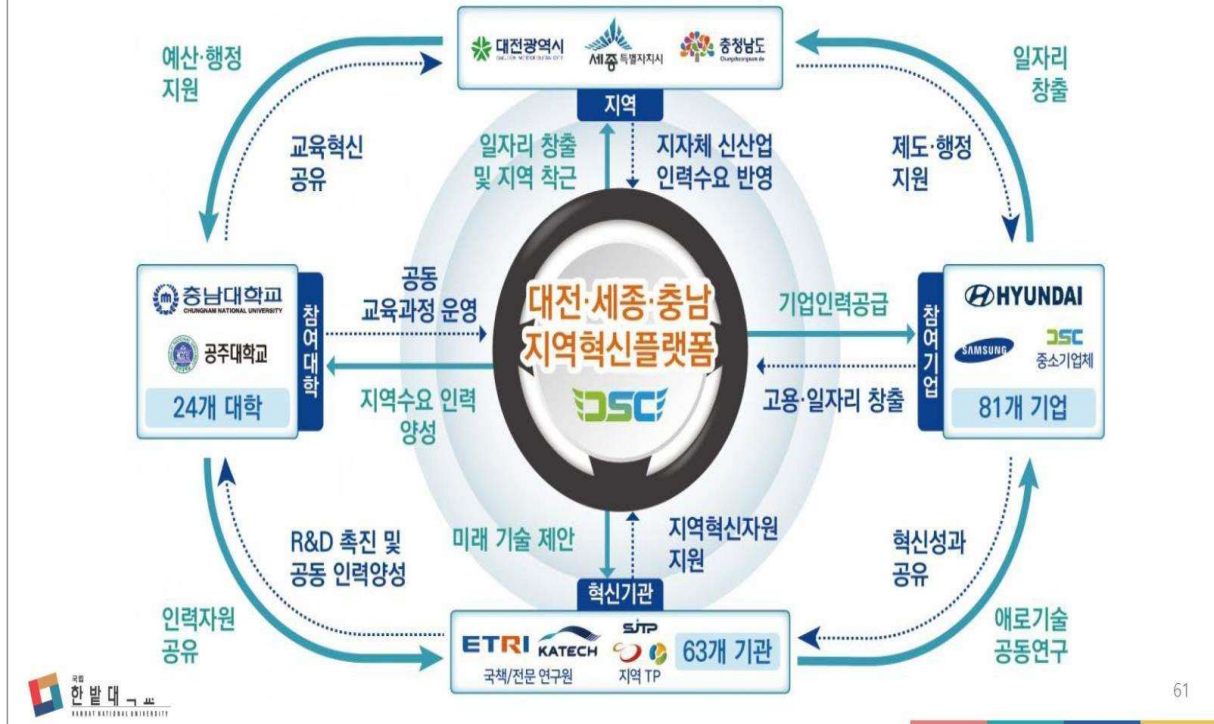 대전광역시
세종특별자치시
충청남도
Chungcheongnam-do
지역
예산·행정
지원
교육혁신
공유
일자리 창출
및 지역 착근
지자체 신산업
인력수요 반영
제도·행정
지원
일자리
창출
충남대학교
CHUNGNAM NATIONAL UNIVERSITY
공주대학교
24개 대학
참여대학
공동
교육과정 운영
지역수요 인력
양성
대전·세종·충남
지역혁신플랫폼
DSC
기업인력공급
고용·일자리 창출
참여기업
HYUNDAI
SAMSUNG
DSC
중소기업체
81개 기업
R&D 촉진 및
공동 인력양성
미래 기술 제안
지역혁신자원
지원
혁신성과
공유
인력자원
공유
애로기술
공동연구
혁신기관
ETRI
KATECH
국책/전문 연구원
SJTP
지역 TP
63개 기관
국립
한밭대학교
HANBAT NATIONAL UNIVERSITY
61